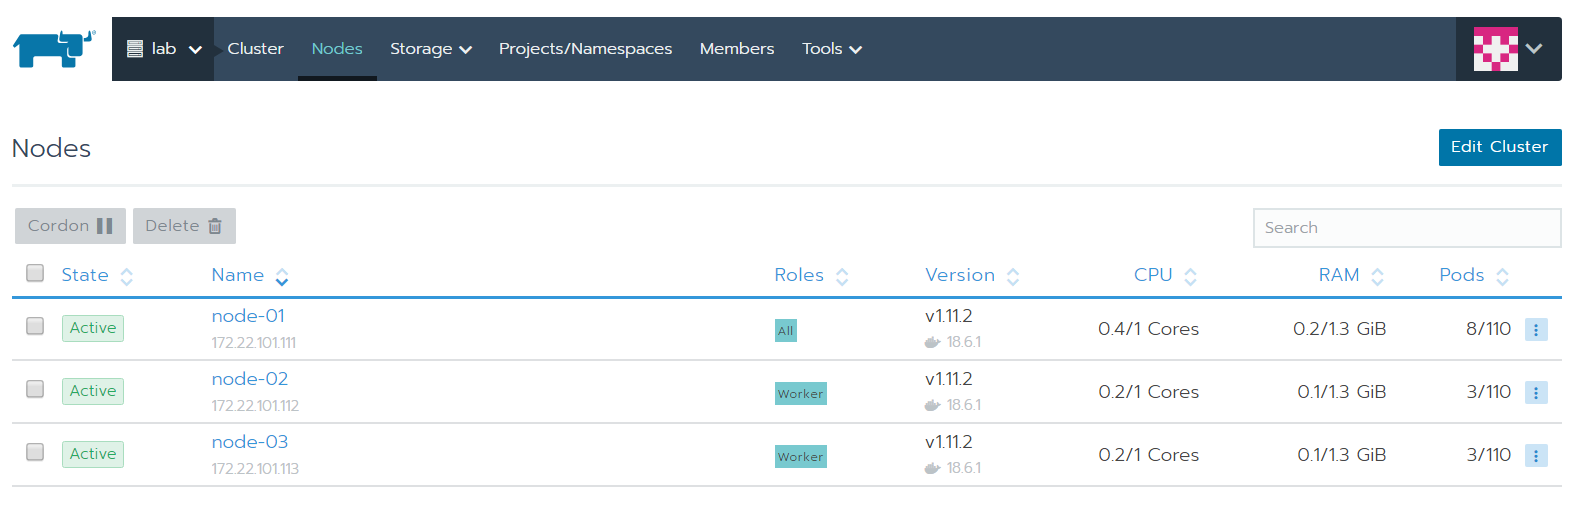 lab Cluster Nodes Storage Projects/Namespaces Members Tools
Nodes
Edit Cluster
Cordon Delete
Search
State Name Roles Version CPU RAM Pods
Active node-01 All v1.11.2 0.4/1 Cores 0.2/1.3 GiB 8/110
172.22.101.111 18.6.1
Active node-02 Worker v1.11.2 0.2/1 Cores 0.1/1.3 GiB 3/110
172.22.101.112 18.6.1
Active node-03 Worker v1.11.2 0.2/1 Cores 0.1/1.3 GiB 3/110
172.22.101.113 18.6.1